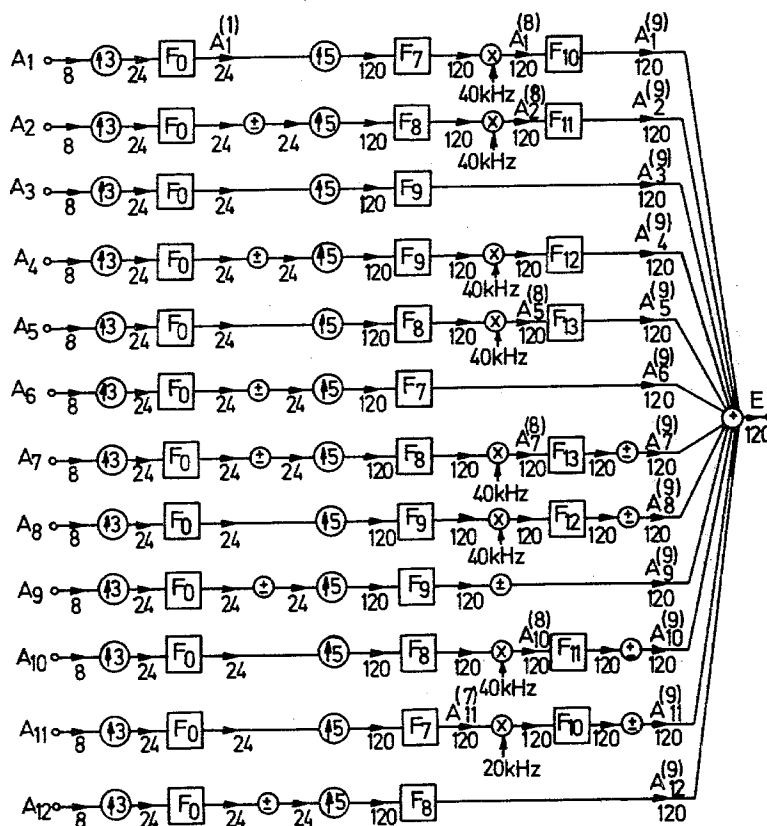 A1 8 ↑3 24 F0 A1(1) 24 ↑5 120 F7 120 × 40kHz A1(8) 120 F10 A1(9) 120
A2 8 ↑3 24 F0 24 ± 24 ↑5 120 F8 120 × 40kHz A2(8) 120 F11 A2(9) 120
A3 8 ↑3 24 F0 24 ↑5 120 F9 A3(9) 120
A4 8 ↑3 24 F0 24 ± 24 ↑5 120 F9 120 × 40kHz 120 F12 A4(9) 120
A5 8 ↑3 24 F0 24 ↑5 120 F8 120 × 40kHz A5(8) 120 F13 A5(9) 120
A6 8 ↑3 24 F0 24 ± 24 ↑5 120 F7 A6(9) 120
+ E 120
A7 8 ↑3 24 F0 24 ± 24 ↑5 120 F8 120 × 40kHz A7(8) 120 F13 120 ± A7(9) 120
A8 8 ↑3 24 F0 24 ↑5 120 F9 120 × 40kHz 120 F12 120 ± A8(9) 120
A9 8 ↑3 24 F0 24 ± 24 ↑5 120 F9 120 ± A9(9) 120
A10 8 ↑3 24 F0 24 ↑5 120 F8 120 × 40kHz A10(8) 120 F11 120 ± A10(9) 120
A11 8 ↑3 24 F0 24 ↑5 120 F7 A11(7) 120 × 20kHz 120 F10 120 ± A11(9) 120
A12 8 ↑3 24 F0 24 ± 24 ↑5 120 F8 A12(9) 120